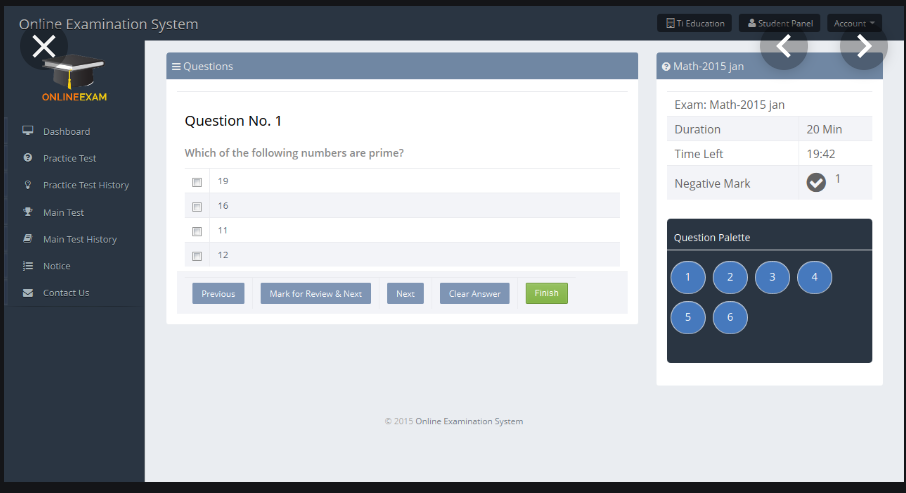 Online Examination System
Ti Education
Student Panel
Account
ONLINEEXAM
Dashboard
Practice Test
Practice Test History
Main Test
Main Test History
Notice
Contact Us
Questions
Question No. 1
Which of the following numbers are prime?
19
16
11
12
Previous
Mark for Review & Next
Next
Clear Answer
Finish
Math-2015 jan
Exam: Math-2015 jan
Duration 20 Min
Time Left 19:42
Negative Mark 1
Question Palette
1 2 3 4
5 6
© 2015 Online Examination System